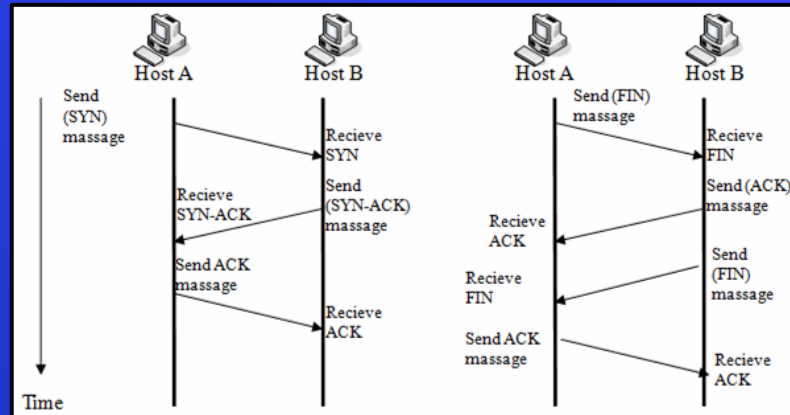 Host A
Host B
Send
(SYN)
massage
Recieve
SYN
Send
(SYN-ACK)
massage
Recieve
SYN-ACK
Send ACK
massage
Recieve
ACK
Time
Host A
Host B
Send (FIN)
massage
Recieve
FIN
Send (ACK)
massage
Recieve
ACK
Send
(FIN)
massage
Recieve
FIN
Send ACK
massage
Recieve
ACK